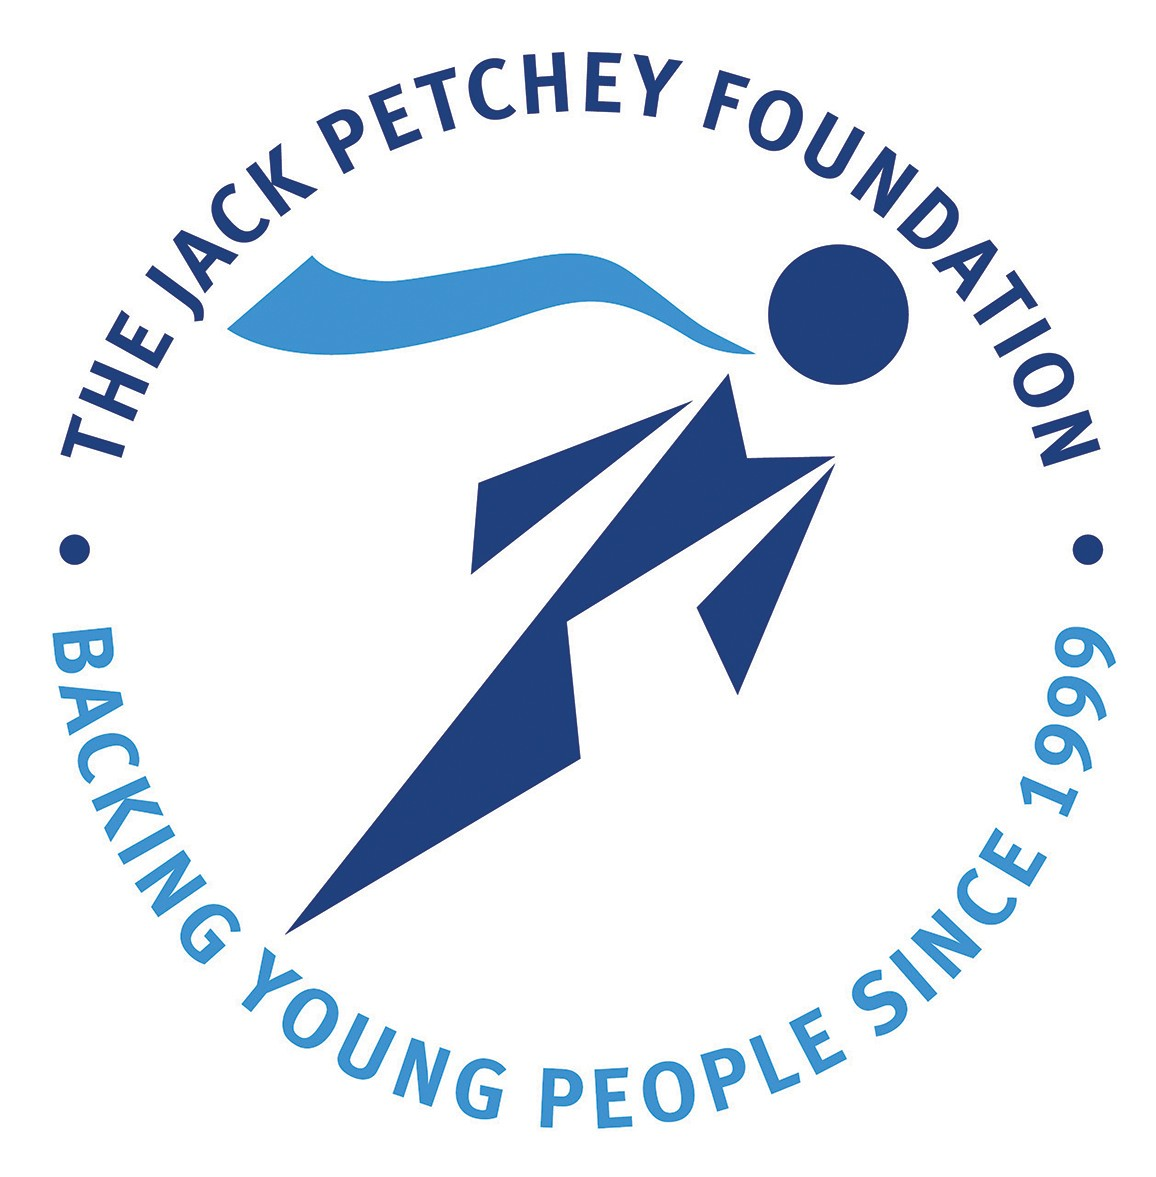 THE JACK PETCHEY FOUNDATION
BACKING YOUNG PEOPLE SINCE 1999